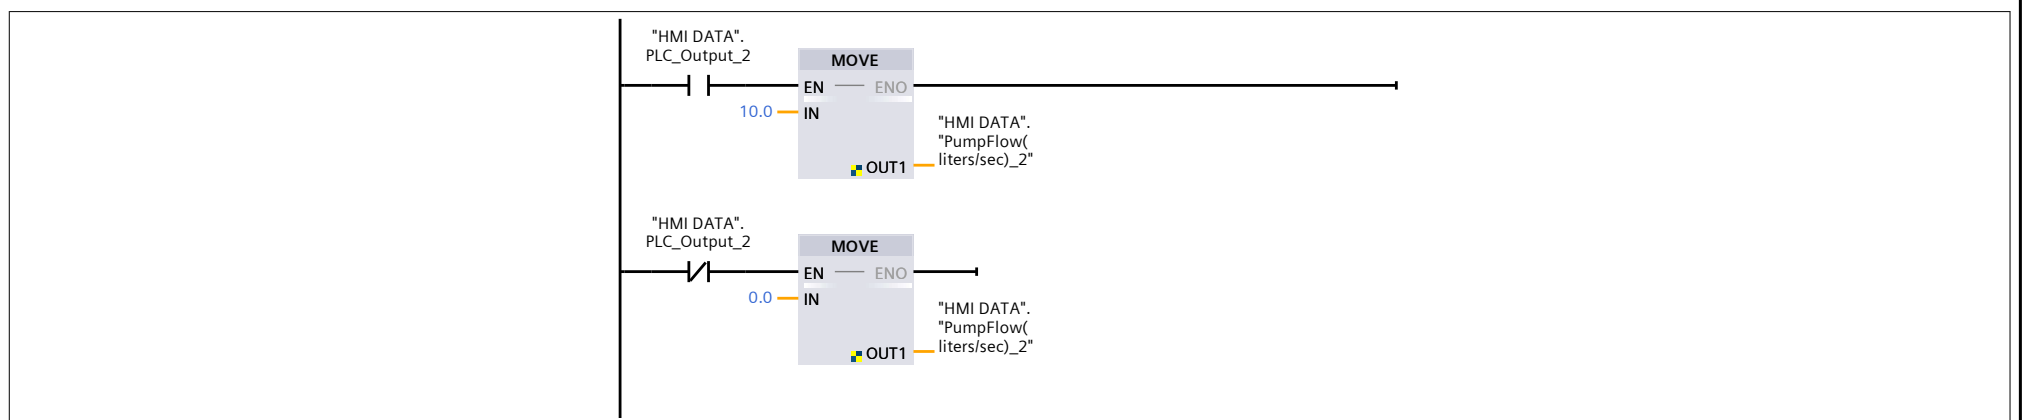 "HMI DATA".
PLC_Output_2
MOVE
EN
ENO
10.0
IN
"HMI DATA".
"PumpFlow(
liters/sec)_2"
OUT1
"HMI DATA".
PLC_Output_2
MOVE
EN
ENO
0.0
IN
"HMI DATA".
"PumpFlow(
liters/sec)_2"
OUT1